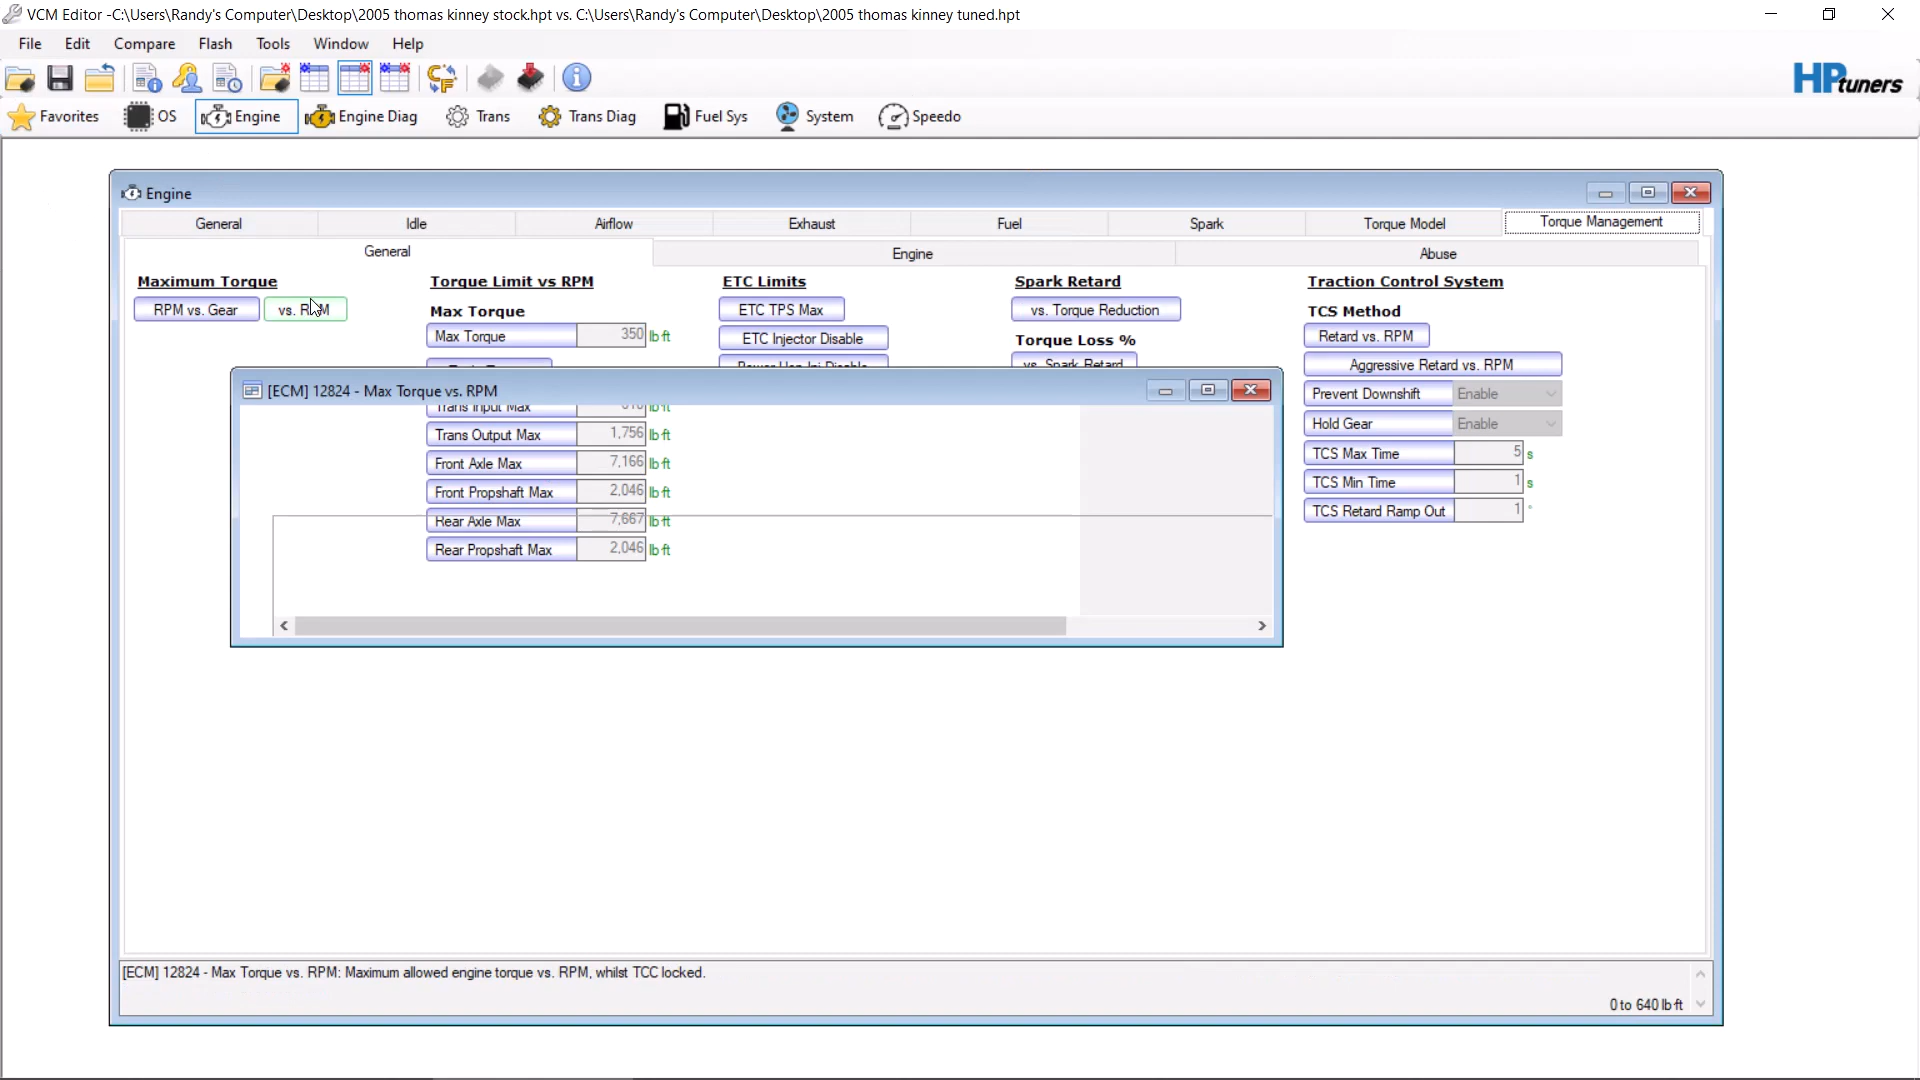 VCM Editor -C:\Users\Randy's Computer\Desktop\2005 thomas kinney stock.hpt vs. C:\Users\Randy's Computer\Desktop\2005 thomas kinney tuned.hpt
File Edit Compare Flash Tools Window Help
HPtuners
Favorites OS Engine Engine Diag Trans Trans Diag Fuel Sys System Speedo
Engine
General Idle Airflow Exhaust Fuel Spark Torque Model Torque Management
General Engine Abuse
Maximum Torque Torque Limit vs RPM ETC Limits Spark Retard Traction Control System
RPM vs. Gear vs. RPM Max Torque ETC TPS Max vs. Torque Reduction TCS Method
Max Torque 350 lb ft ETC Injector Disable Torque Loss % Retard vs. RPM
vs. Spark Retard Aggressive Retard vs. RPM
[ECM] 12824 - Max Torque vs. RPM Prevent Downshift Enable
Trans Input Max lb ft
Hold Gear Enable
Trans Output Max 1,756 lb ft TCS Max Time 5 s
Front Axle Max 7,166 lb ft TCS Min Time 1 s
Front Propshaft Max 2,046 lb ft TCS Retard Ramp Out 1 °
Rear Axle Max 7,667 lb ft
Rear Propshaft Max 2,046 lb ft
[ECM] 12824 - Max Torque vs. RPM: Maximum allowed engine torque vs. RPM, whilst TCC locked.
0 to 640 lb ft